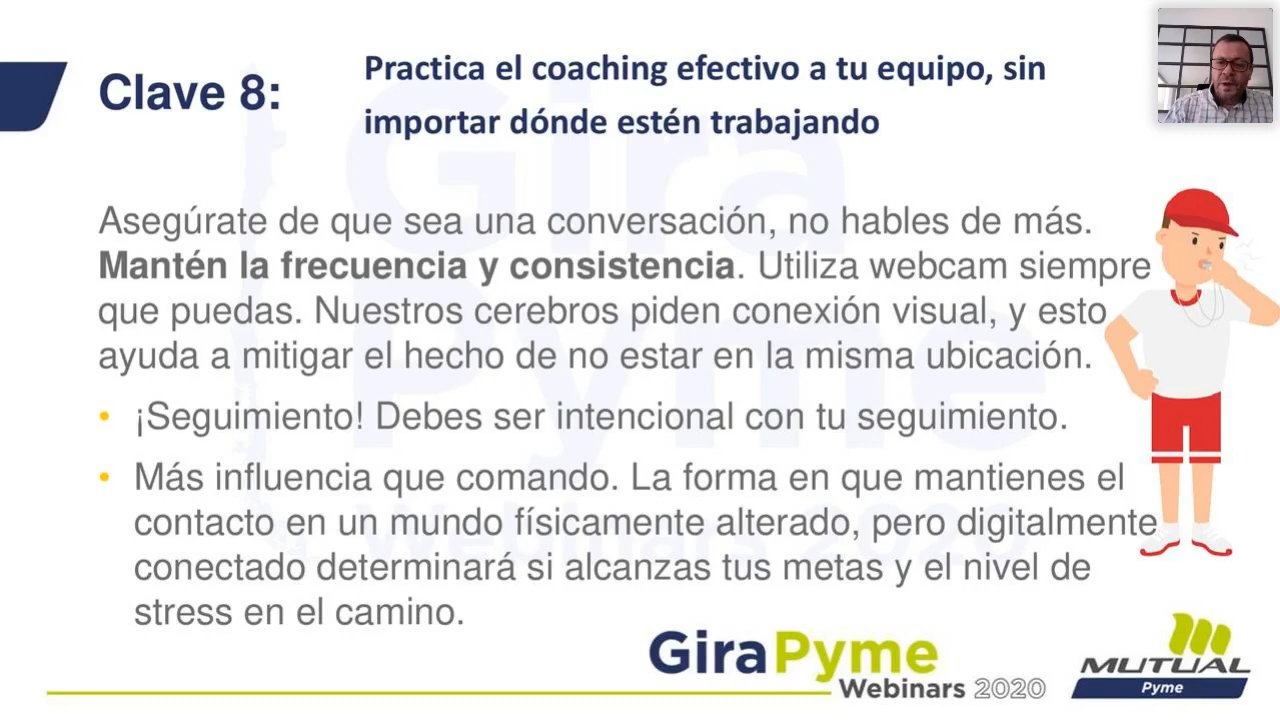 Clave 8:
Practica el coaching efectivo a tu equipo, sin
importar dónde estén trabajando
Asegúrate de que sea una conversación, no hables de más.
Mantén la frecuencia y consistencia. Utiliza webcam siempre
que puedas. Nuestros cerebros piden conexión visual, y esto
ayuda a mitigar el hecho de no estar en la misma ubicación.
• ¡Seguimiento! Debes ser intencional con tu seguimiento.
• Más influencia que comando. La forma en que mantienes el
contacto en un mundo físicamente alterado, pero digitalmente
conectado determinará si alcanzas tus metas y el nivel de
stress en el camino.
GiraPyme
Webinars 2020
MUTUAL
Pyme
Gira
Pyme
Webinars 2020